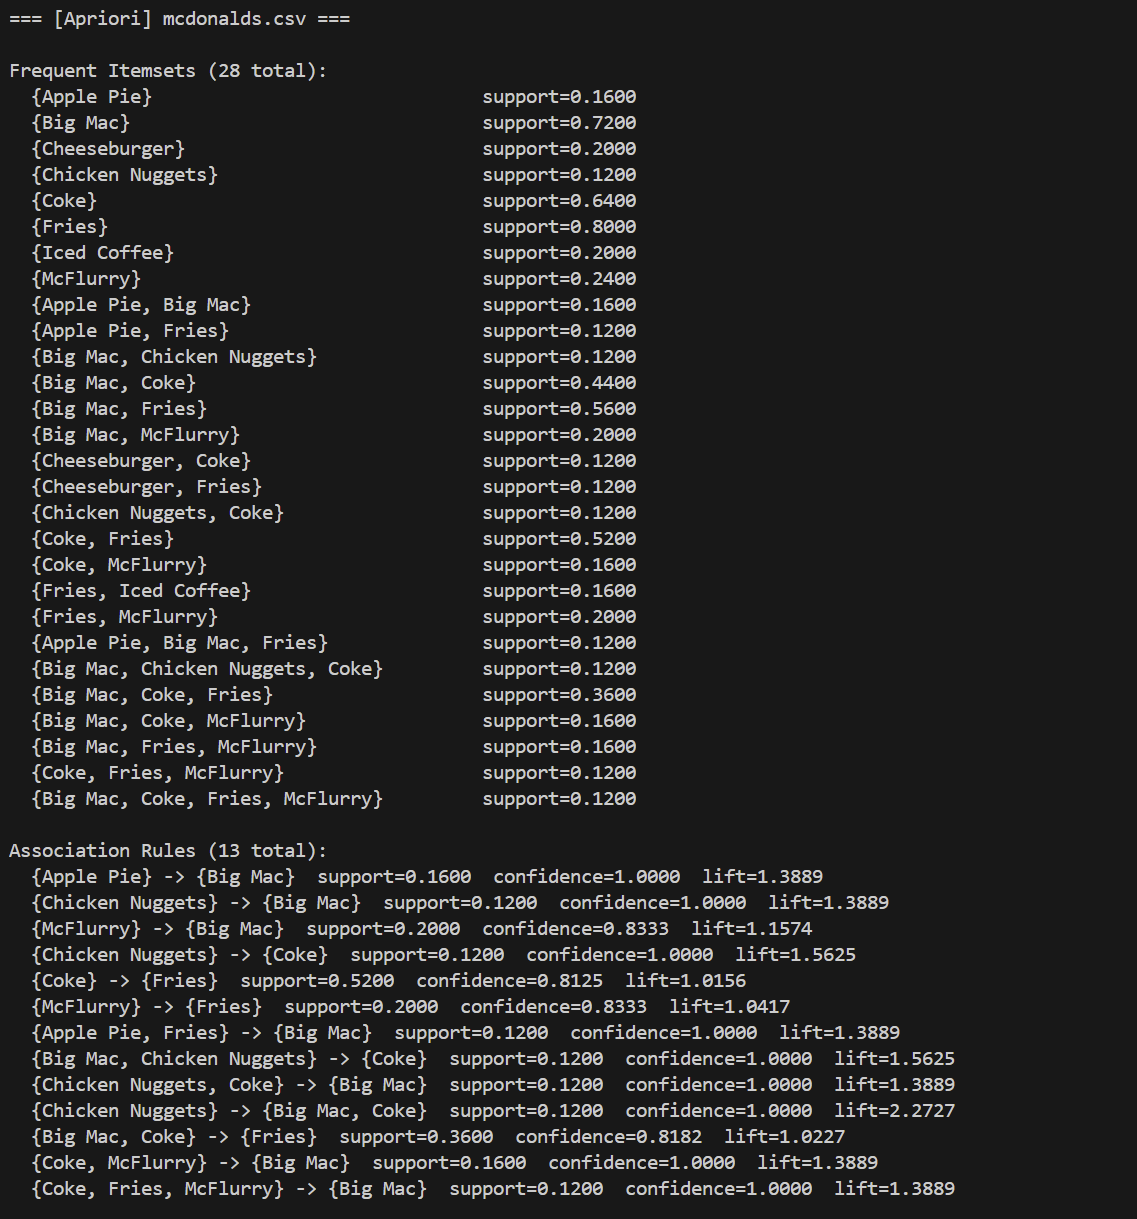 === [Apriori] mcdonalds.csv ===
Frequent Itemsets (28 total):
{Apple Pie} support=0.1600
{Big Mac} support=0.7200
{Cheeseburger} support=0.2000
{Chicken Nuggets} support=0.1200
{Coke} support=0.6400
{Fries} support=0.8000
{Iced Coffee} support=0.2000
{McFlurry} support=0.2400
{Apple Pie, Big Mac} support=0.1600
{Apple Pie, Fries} support=0.1200
{Big Mac, Chicken Nuggets} support=0.1200
{Big Mac, Coke} support=0.4400
{Big Mac, Fries} support=0.5600
{Big Mac, McFlurry} support=0.2000
{Cheeseburger, Coke} support=0.1200
{Cheeseburger, Fries} support=0.1200
{Chicken Nuggets, Coke} support=0.1200
{Coke, Fries} support=0.5200
{Coke, McFlurry} support=0.1600
{Fries, Iced Coffee} support=0.1600
{Fries, McFlurry} support=0.2000
{Apple Pie, Big Mac, Fries} support=0.1200
{Big Mac, Chicken Nuggets, Coke} support=0.1200
{Big Mac, Coke, Fries} support=0.3600
{Big Mac, Coke, McFlurry} support=0.1600
{Big Mac, Fries, McFlurry} support=0.1600
{Coke, Fries, McFlurry} support=0.1200
{Big Mac, Coke, Fries, McFlurry} support=0.1200
Association Rules (13 total):
{Apple Pie} -> {Big Mac} support=0.1600 confidence=1.0000 lift=1.3889
{Chicken Nuggets} -> {Big Mac} support=0.1200 confidence=1.0000 lift=1.3889
{McFlurry} -> {Big Mac} support=0.2000 confidence=0.8333 lift=1.1574
{Chicken Nuggets} -> {Coke} support=0.1200 confidence=1.0000 lift=1.5625
{Coke} -> {Fries} support=0.5200 confidence=0.8125 lift=1.0156
{McFlurry} -> {Fries} support=0.2000 confidence=0.8333 lift=1.0417
{Apple Pie, Fries} -> {Big Mac} support=0.1200 confidence=1.0000 lift=1.3889
{Big Mac, Chicken Nuggets} -> {Coke} support=0.1200 confidence=1.0000 lift=1.5625
{Chicken Nuggets, Coke} -> {Big Mac} support=0.1200 confidence=1.0000 lift=1.3889
{Chicken Nuggets} -> {Big Mac, Coke} support=0.1200 confidence=1.0000 lift=2.2727
{Big Mac, Coke} -> {Fries} support=0.3600 confidence=0.8182 lift=1.0227
{Coke, McFlurry} -> {Big Mac} support=0.1600 confidence=1.0000 lift=1.3889
{Coke, Fries, McFlurry} -> {Big Mac} support=0.1200 confidence=1.0000 lift=1.3889